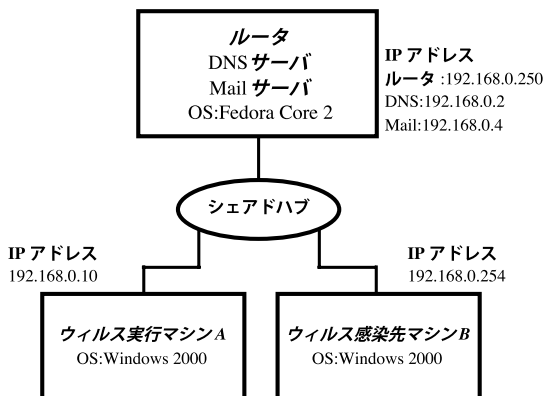 ルータ
DNS サーバ
Mail サーバ
OS:Fedora Core 2
IP アドレス
ルータ :192.168.0.250
DNS:192.168.0.2
Mail:192.168.0.4
シェアドハブ
IP アドレス
192.168.0.10
IP アドレス
192.168.0.254
ウィルス実行マシン A
OS:Windows 2000
ウィルス感染先マシン B
OS:Windows 2000